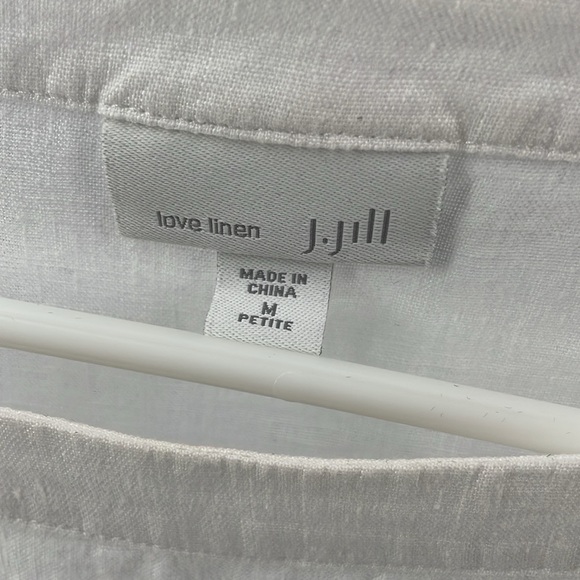 love linen J.Jill
MADE IN
CHINA
M
PETITE